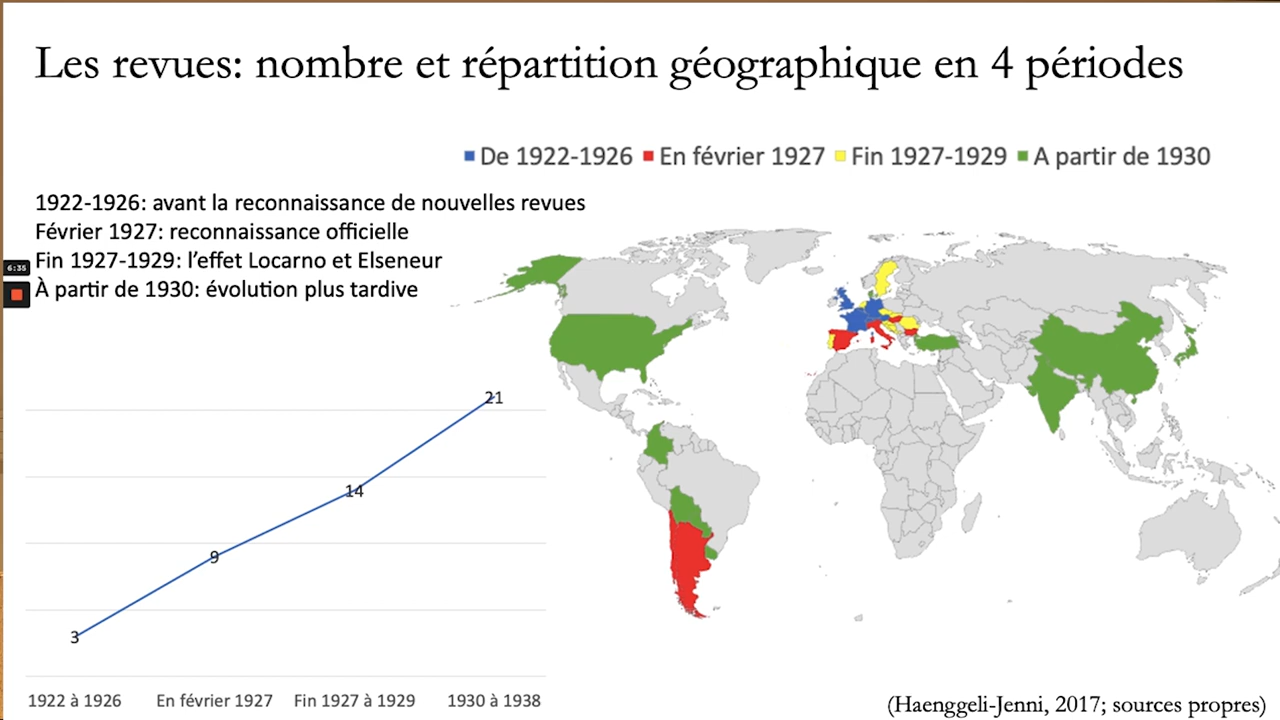 Les revues: nombre et répartition géographique en 4 périodes
De 1922-1926 En février 1927 Fin 1927-1929 A partir de 1930
1922-1926: avant la reconnaissance de nouvelles revues
Février 1927: reconnaissance officielle
Fin 1927-1929: l’effet Locarno et Elseneur
À partir de 1930: évolution plus tardive
6:35
21
14
9
3
1922 à 1926 En février 1927 Fin 1927 à 1929 1930 à 1938
(Haenggeli-Jenni, 2017; sources propres)